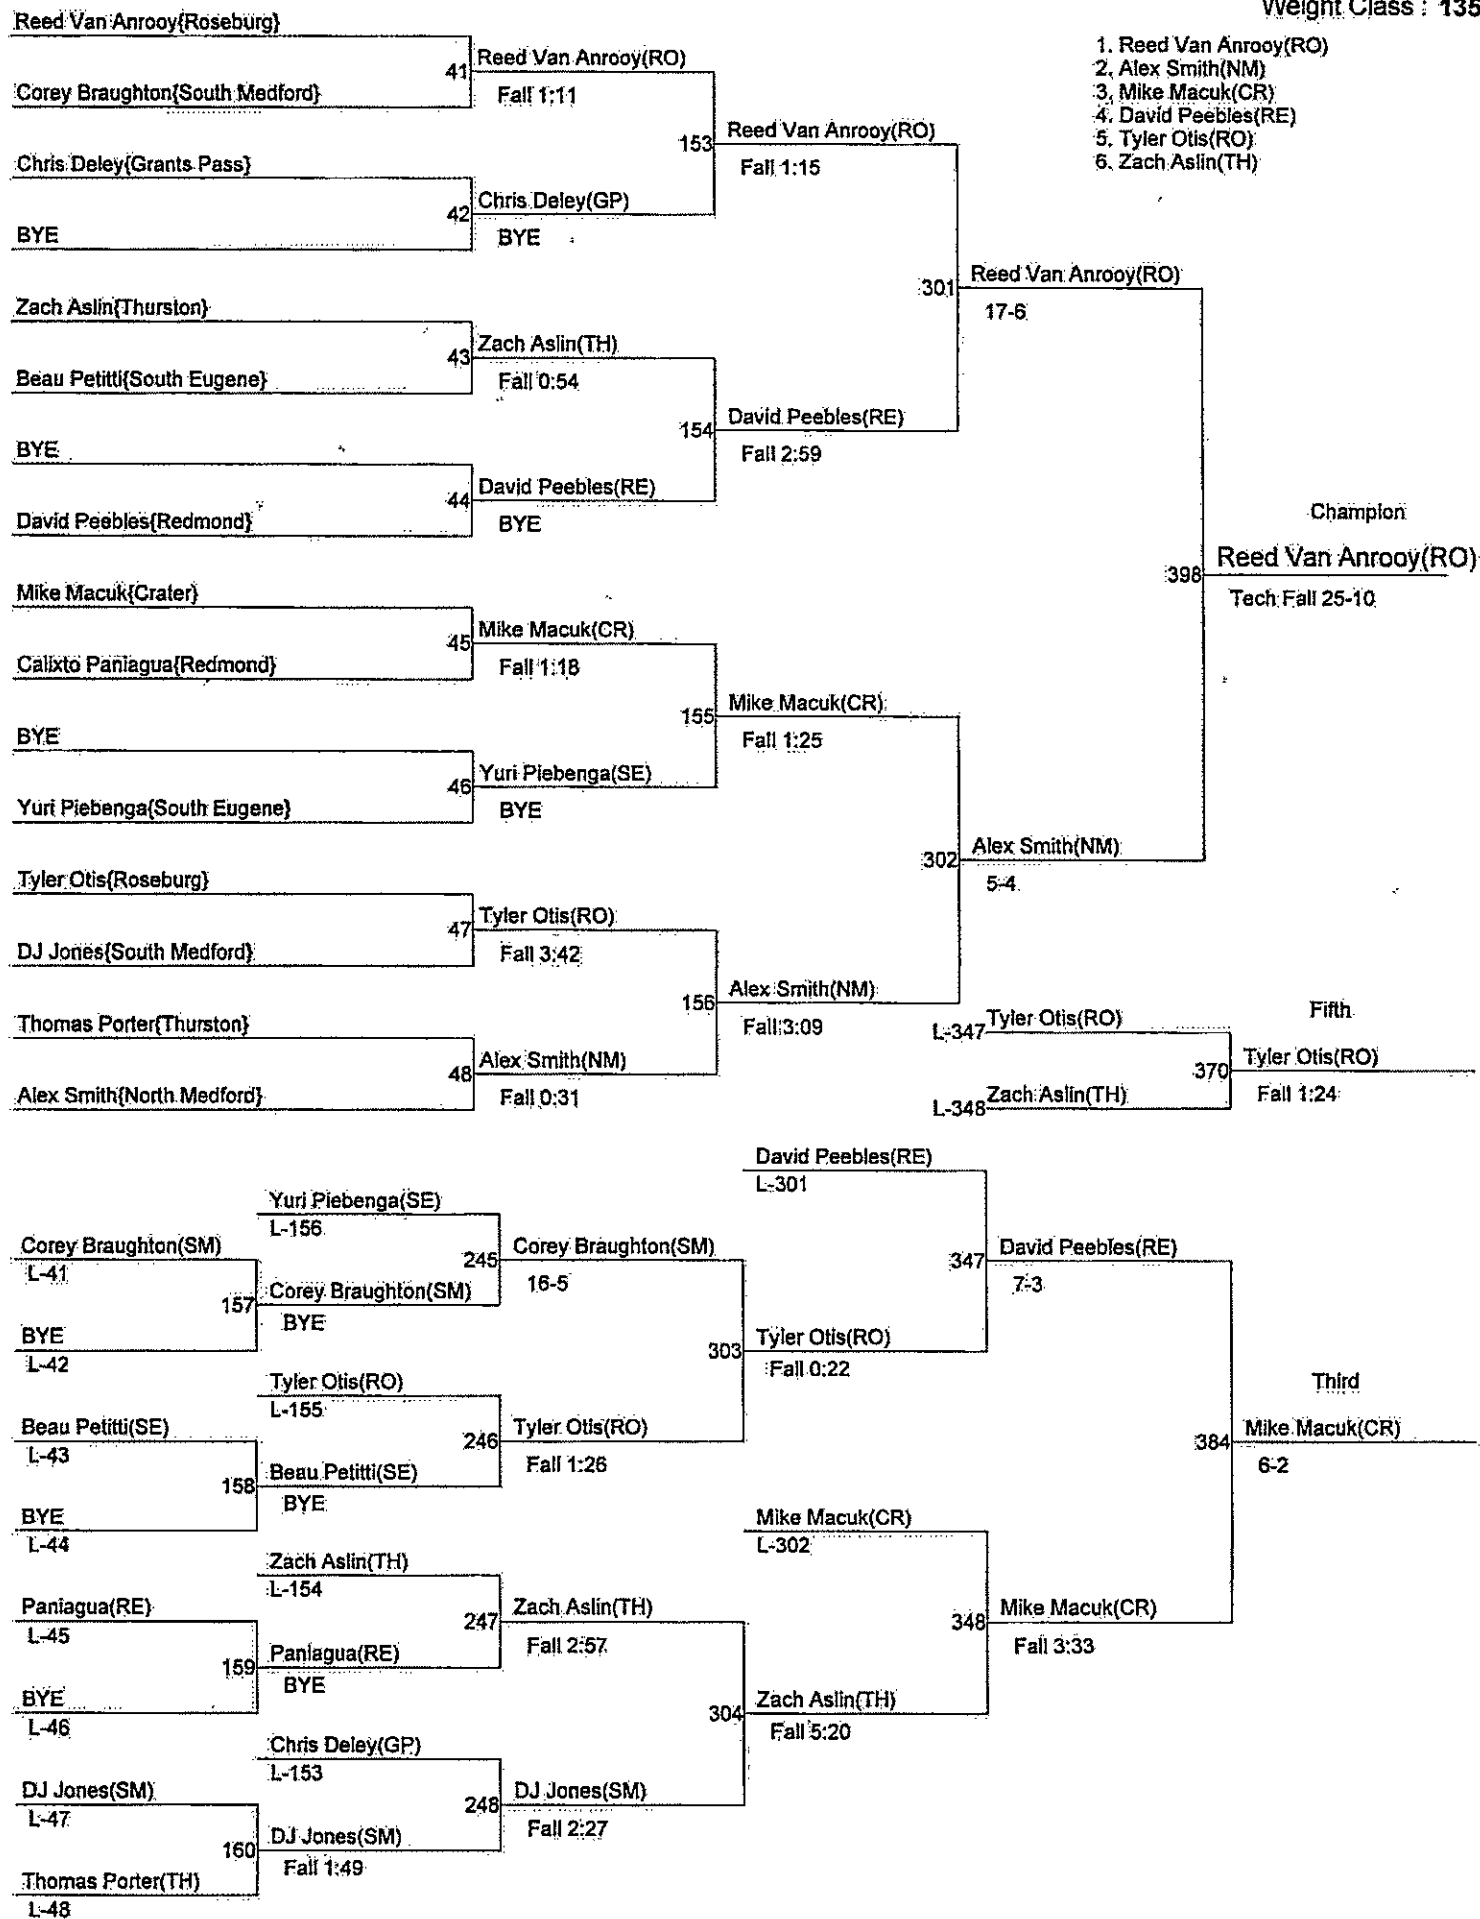 Weight Class : 135
1. Reed Van Anrooy(RO)
2. Alex Smith(NM)
3. Mike Macuk(CR)
4. David Peebles(RE)
5. Tyler Otis(RO)
6. Zach Aslin(TH)
Reed Van Anrooy{Roseburg}
41
Reed Van Anrooy(RO)
Fall 1:11
Corey Braughton{South Medford}
153
Reed Van Anrooy(RO)
Fall 1:15
Chris Deley{Grants Pass}
42
Chris Deley(GP)
BYE
BYE
301
Reed Van Anrooy(RO)
17-6
Zach Aslin{Thurston}
43
Zach Aslin(TH)
Fall 0:54
Beau Petitti{South Eugene}
154
David Peebles(RE)
Fall 2:59
BYE
44
David Peebles(RE)
BYE
David Peebles{Redmond}
Champion
398
Reed Van Anrooy(RO)
Tech Fall 25-10
Mike Macuk{Crater}
45
Mike Macuk(CR)
Fall 1:18
Calixto Paniagua{Redmond}
155
Mike Macuk(CR)
Fall 1:25
BYE
46
Yuri Piebenga(SE)
BYE
Yuri Piebenga{South Eugene}
302
Alex Smith(NM)
5-4
Tyler Otis{Roseburg}
47
Tyler Otis(RO)
Fall 3:42
DJ Jones{South Medford}
156
Alex Smith(NM)
Fall 3:09
Thomas Porter{Thurston}
48
Alex Smith(NM)
Fall 0:31
Alex Smith{North Medford}
Fifth
L-347
Tyler Otis(RO)
370
Tyler Otis(RO)
Fall 1:24
L-348
Zach Aslin(TH)
David Peebles(RE)
L-301
Yuri Piebenga(SE)
L-156
Corey Braughton(SM)
L-41
245
Corey Braughton(SM)
16-5
347
David Peebles(RE)
7-3
157
Corey Braughton(SM)
BYE
BYE
L-42
303
Tyler Otis(RO)
Fall 0:22
Tyler Otis(RO)
L-155
Third
Beau Petitti(SE)
L-43
246
Tyler Otis(RO)
Fall 1:26
384
Mike Macuk(CR)
6-2
158
Beau Petitti(SE)
BYE
BYE
L-44
Mike Macuk(CR)
L-302
Zach Aslin(TH)
L-154
Paniagua(RE)
L-45
247
Zach Aslin(TH)
Fall 2:57
348
Mike Macuk(CR)
Fall 3:33
159
Paniagua(RE)
BYE
BYE
L-46
304
Zach Aslin(TH)
Fall 5:20
Chris Deley(GP)
L-153
DJ Jones(SM)
L-47
248
DJ Jones(SM)
Fall 2:27
160
DJ Jones(SM)
Fall 1:49
Thomas Porter(TH)
L-48